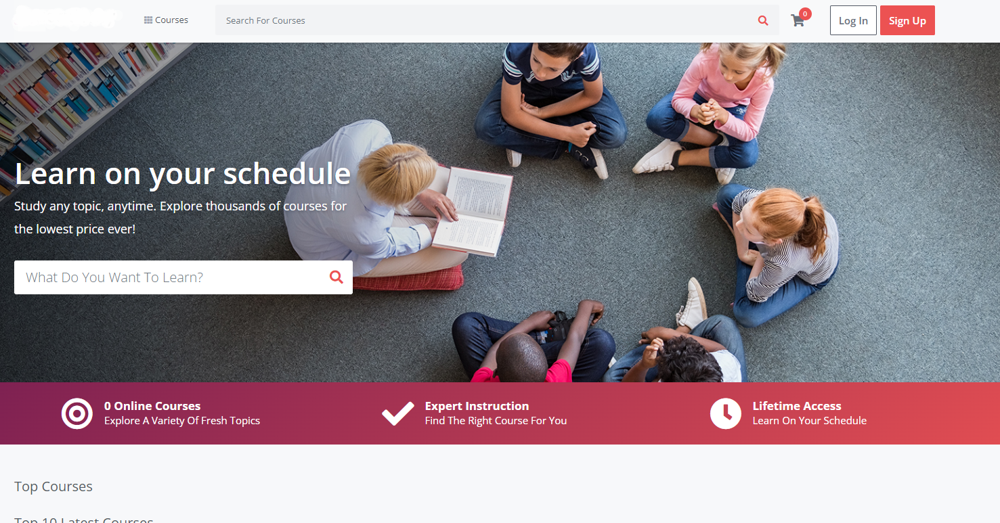 Courses
Search For Courses
0
Log In
Sign Up
Learn on your schedule
Study any topic, anytime. Explore thousands of courses for
the lowest price ever!
What Do You Want To Learn?
0 Online Courses
Explore A Variety Of Fresh Topics
Expert Instruction
Find The Right Course For You
Lifetime Access
Learn On Your Schedule
Top Courses
Top 10 Latest Courses